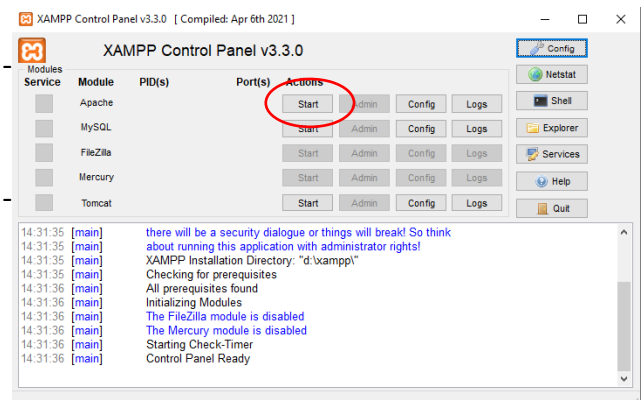 XAMPP Control Panel v3.3.0 [ Compiled: Apr 6th 2021 ]
XAMPP Control Panel v3.3.0
Config
Modules
Service Module PID(s) Port(s) Actions
Netstat
Apache Start Admin Config Logs
Shell
MySQL Start Admin Config Logs
Explorer
FileZilla Start Admin Config Logs
Services
Mercury Start Admin Config Logs
Help
Tomcat Start Admin Config Logs
Quit
14:31:35 [main] there will be a security dialogue or things will break! So think
14:31:35 [main] about running this application with administrator rights!
14:31:35 [main] XAMPP Installation Directory: "d:\xampp\"
14:31:35 [main] Checking for prerequisites
14:31:36 [main] All prerequisites found
14:31:36 [main] Initializing Modules
14:31:36 [main] The FileZilla module is disabled
14:31:36 [main] The Mercury module is disabled
14:31:36 [main] Starting Check-Timer
14:31:36 [main] Control Panel Ready